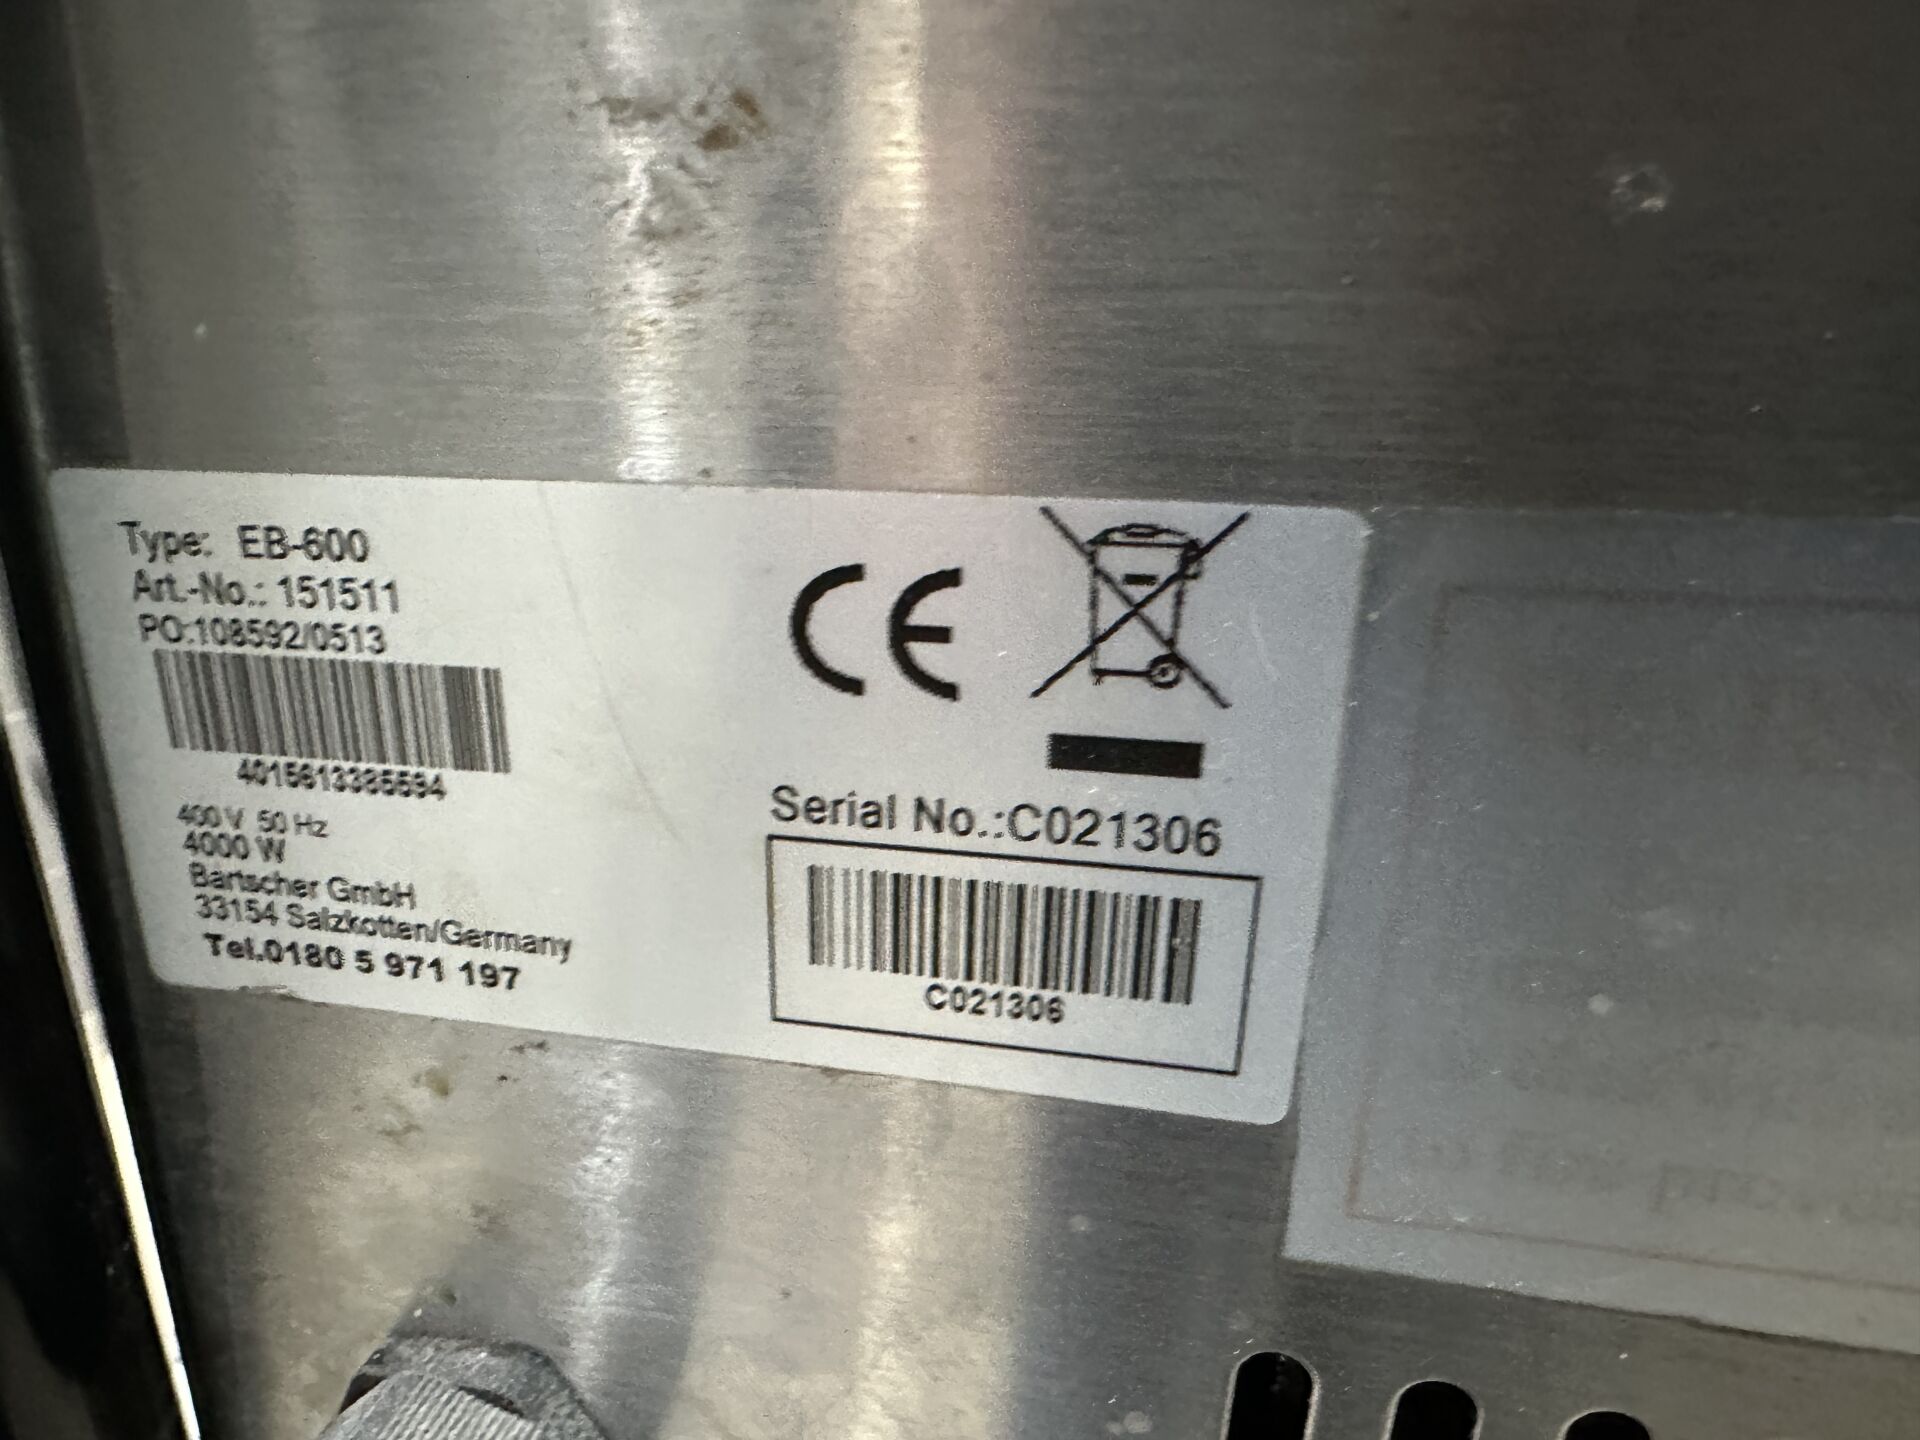 Type: EB-600
Art.-No.: 151511
PO:108592/0513
400 V 50 Hz
4000 W
Bartscher GmbH
33154 Salzkotten/Germany
Tel.0180 5 971 197
CE
Serial No.:C021306
C021306